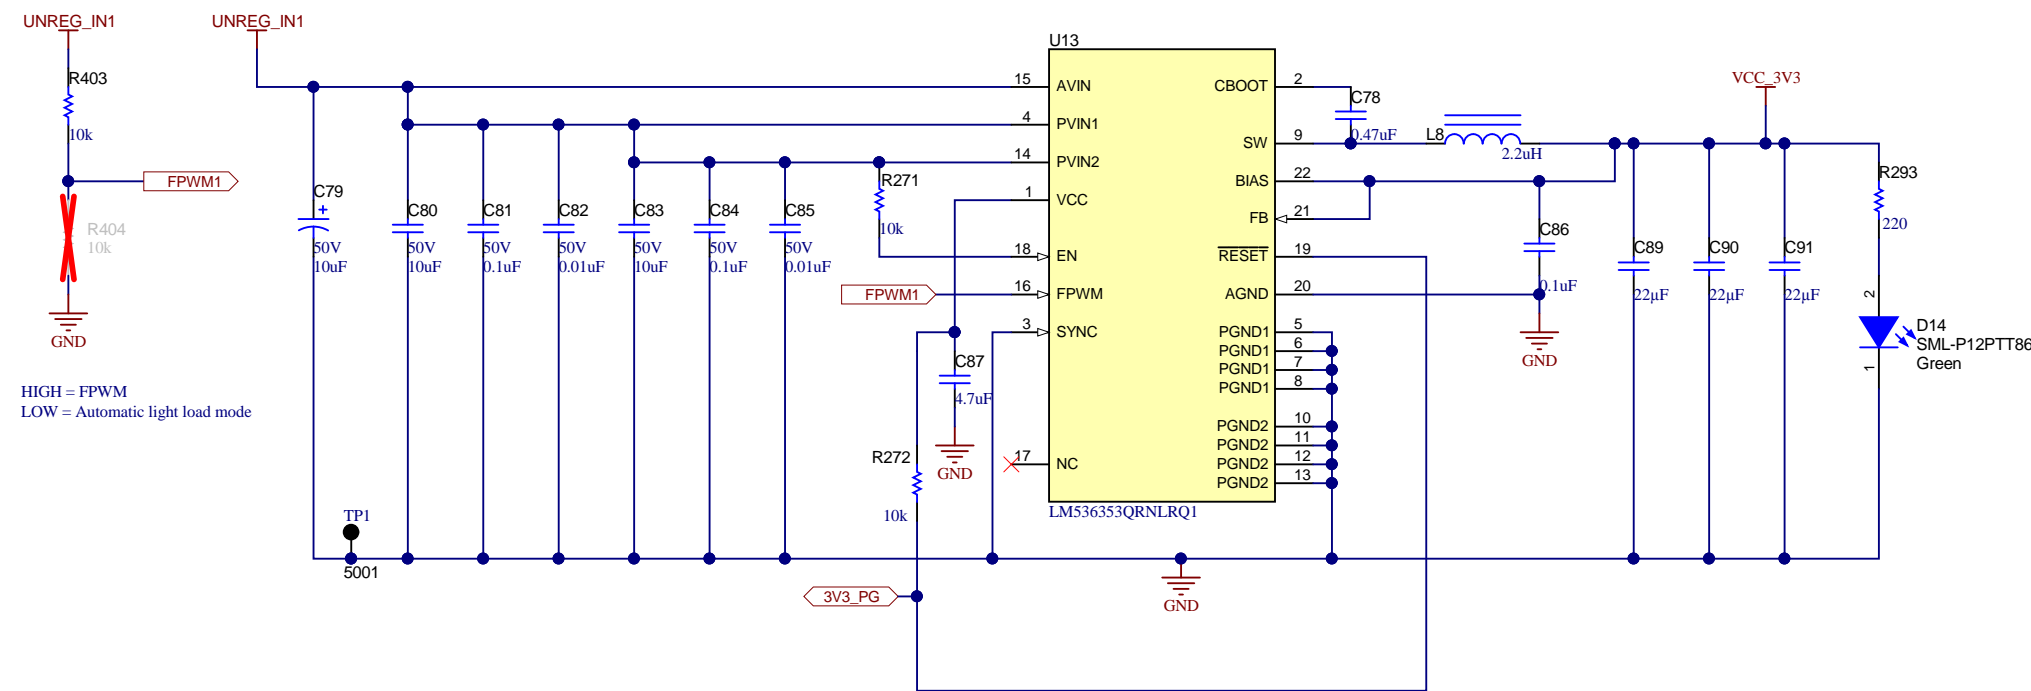 UNREG_IN1
UNREG_IN1
R403
10k
FPWM1
R404
10k
GND
HIGH = FPWM
LOW = Automatic light load mode
C79
+
50V
10uF
C80
50V
10uF
C81
50V
0.1uF
C82
50V
0.01uF
C83
50V
10uF
C84
50V
0.1uF
C85
50V
0.01uF
R271
10k
FPWM1
C87
4.7uF
GND
R272
10k
TP1
5001
3V3_PG
U13
15 AVIN
4 PVIN1
14 PVIN2
1 VCC
18 EN
16 FPWM
3 SYNC
17 NC
CBOOT 2
SW 9
BIAS 22
FB 21
RESET 19
AGND 20
PGND1 5
PGND1 6
PGND1 7
PGND1 8
PGND2 10
PGND2 11
PGND2 12
PGND2 13
LM536353QRNLRQ1
GND
C78
0.47uF
L8
2.2uH
VCC_3V3
C86
0.1uF
GND
C89
22µF
C90
22µF
C91
22µF
R293
220
2
1
D14
SML-P12PTT86
Green